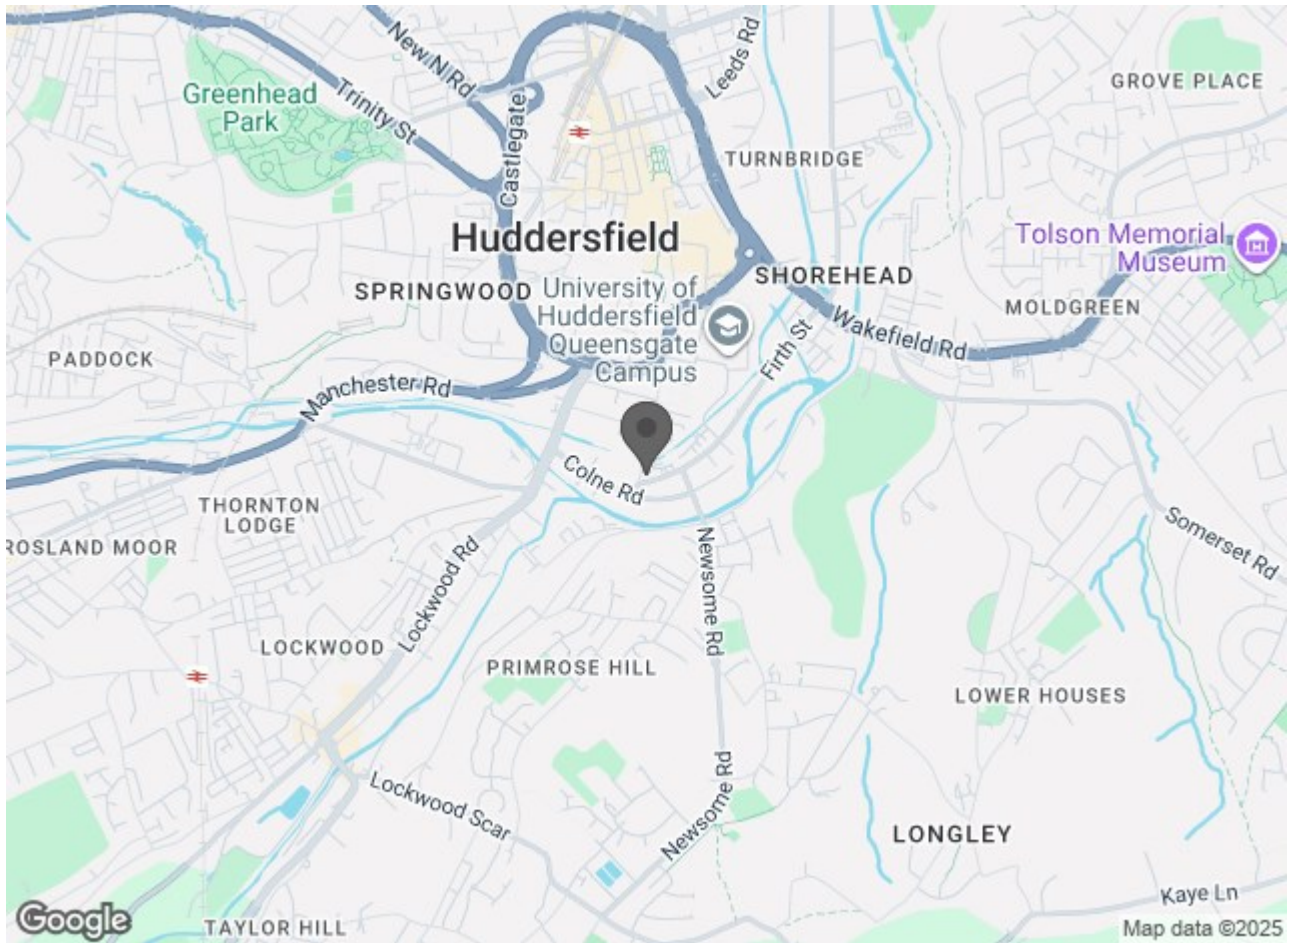 New N Rd
Leeds Rd
GROVE PLACE
Greenhead
Park
Trinity St
Castlegate
TURNBRIDGE
Huddersfield
Tolson Memorial
Museum
SHOREHEAD
SPRINGWOOD
University of
Huddersfield
Queensgate
Campus
MOLDGREEN
Wakefield Rd
Firth St
PADDOCK
Manchester Rd
Colne Rd
THORNTON
LODGE
ROSLAND MOOR
Somerset Rd
Newsome Rd
Lockwood Rd
LOCKWOOD
PRIMROSE HILL
LOWER HOUSES
Newsome Rd
Lockwood Scar
LONGLEY
Kaye Ln
Google
TAYLOR HILL
Map data ©2025